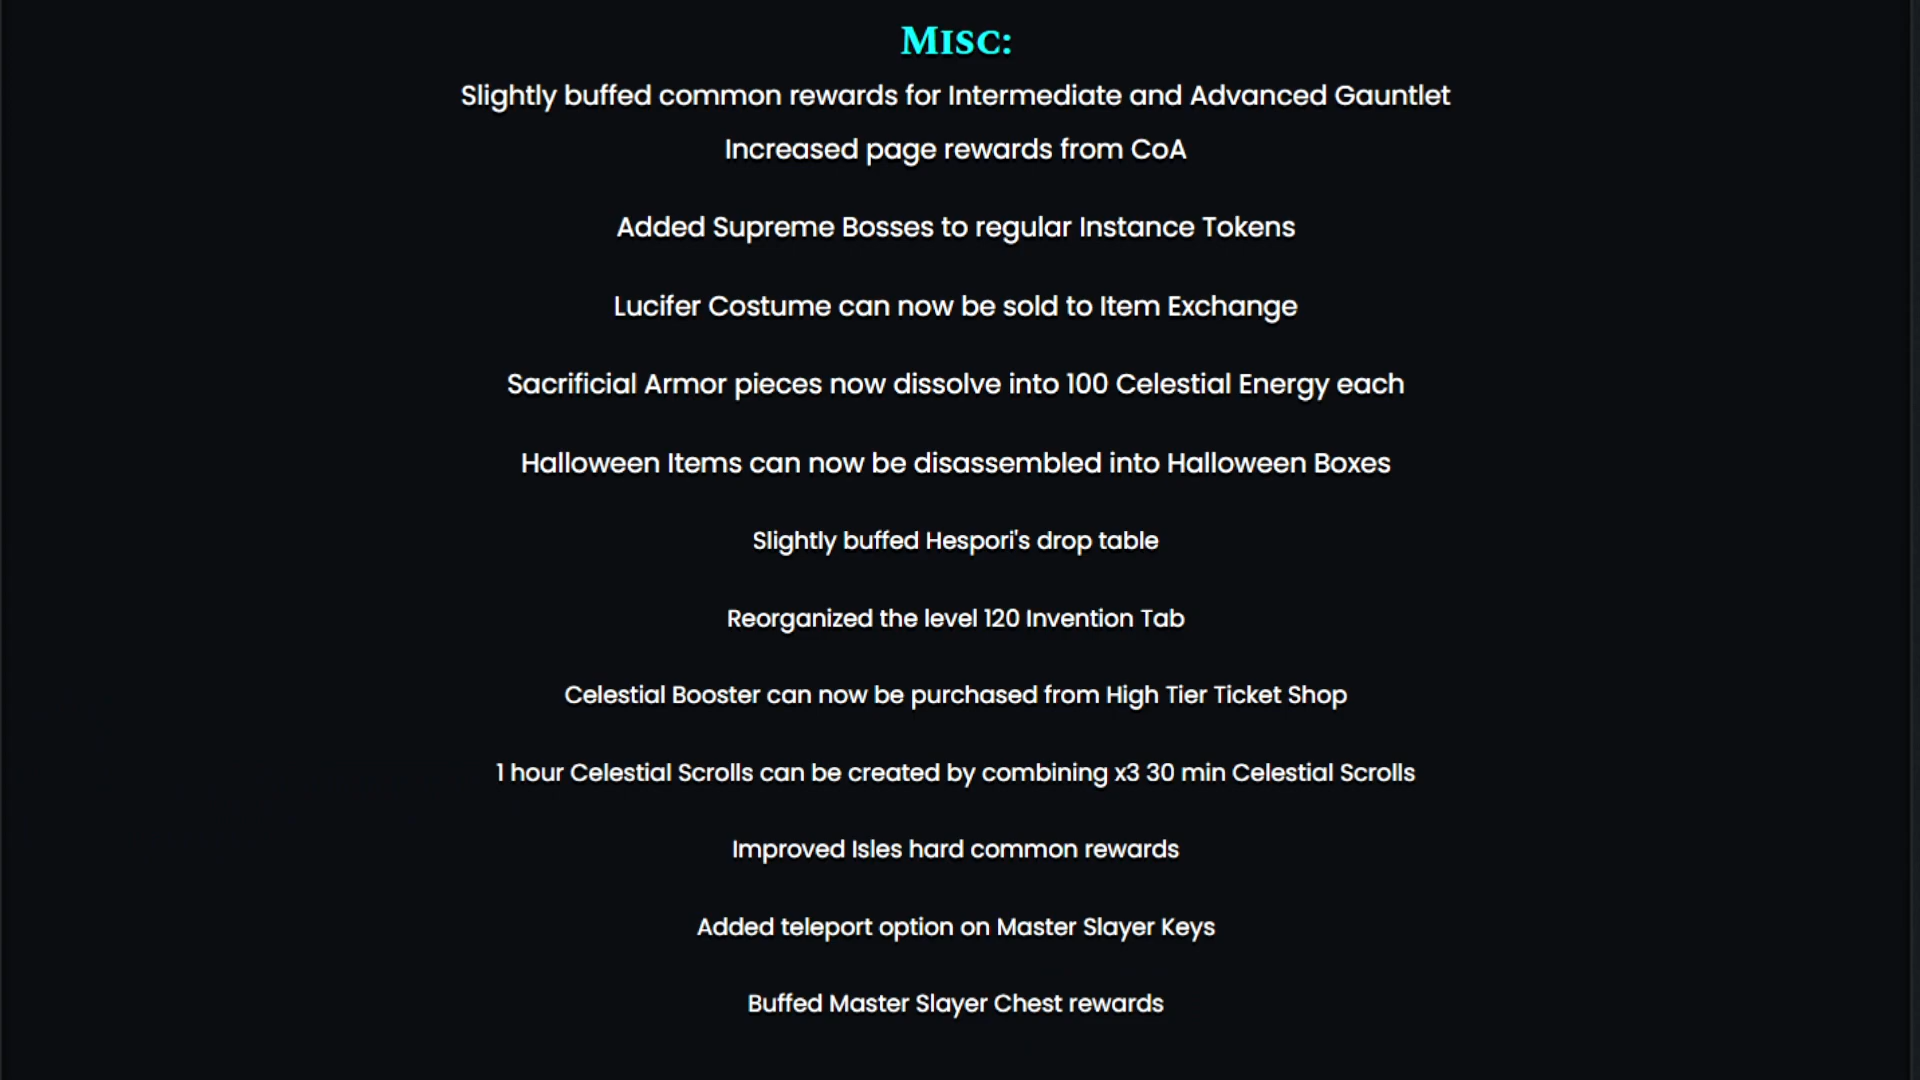 Misc:
Slightly buffed common rewards for Intermediate and Advanced Gauntlet
Increased page rewards from CoA
Added Supreme Bosses to regular Instance Tokens
Lucifer Costume can now be sold to Item Exchange
Sacrificial Armor pieces now dissolve into 100 Celestial Energy each
Halloween Items can now be disassembled into Halloween Boxes
Slightly buffed Hespori's drop table
Reorganized the level 120 Invention Tab
Celestial Booster can now be purchased from High Tier Ticket Shop
1 hour Celestial Scrolls can be created by combining x3 30 min Celestial Scrolls
Improved Isles hard common rewards
Added teleport option on Master Slayer Keys
Buffed Master Slayer Chest rewards